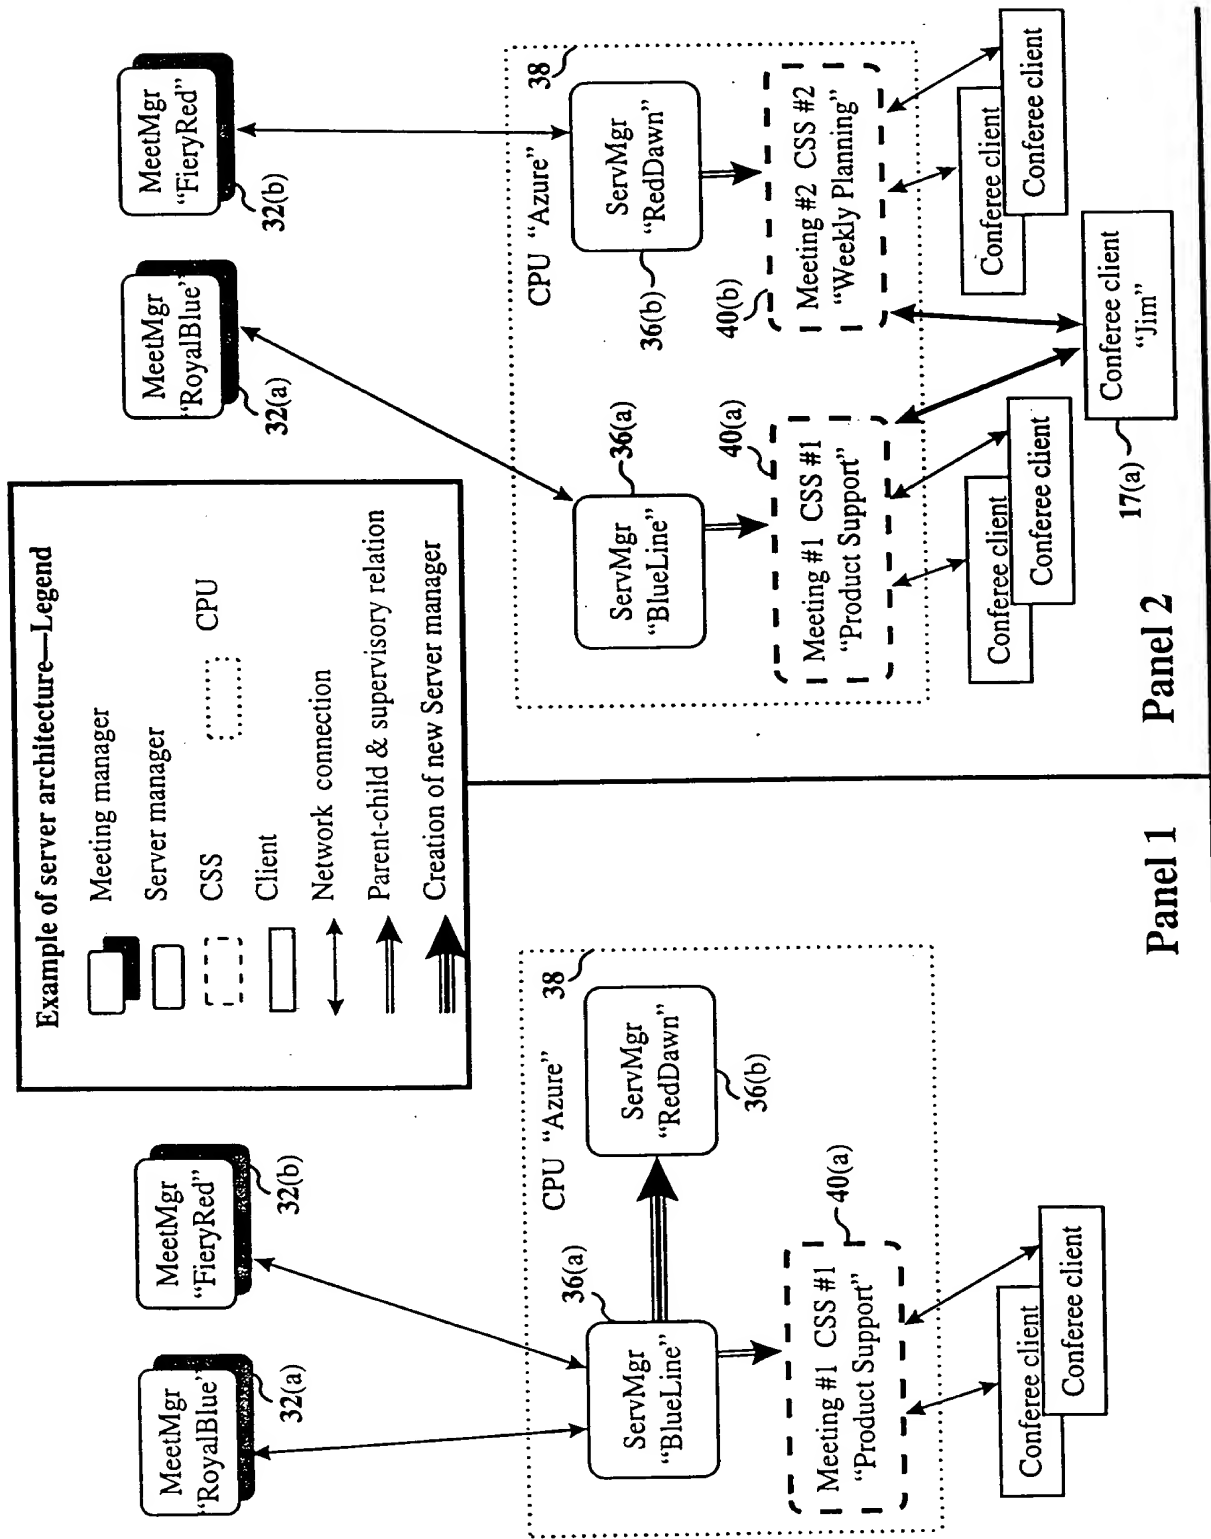 Example of server architecture—Legend
Meeting manager
Server manager
CSS
CPU
Client
Network connection
Parent-child & supervisory relation
Creation of new Server manager
MeetMgr
“RoyalBlue”
32(a)
MeetMgr
“FieryRed”
32(b)
CPU “Azure”
38
ServMgr
“BlueLine”
36(a)
ServMgr
“RedDawn”
36(b)
Meeting #1 CSS #1
“Product Support”
40(a)
Conferee client
Conferee client
Panel 1
MeetMgr
“RoyalBlue”
32(a)
MeetMgr
“FieryRed”
32(b)
CPU “Azure”
38
ServMgr
“BlueLine”
36(a)
ServMgr
“RedDawn”
36(b)
Meeting #1 CSS #1
“Product Support”
40(a)
Meeting #2 CSS #2
“Weekly Planning”
40(b)
Conferee client
Conferee client
Conferee client
“Jim”
17(a)
Conferee client
Conferee client
Panel 2